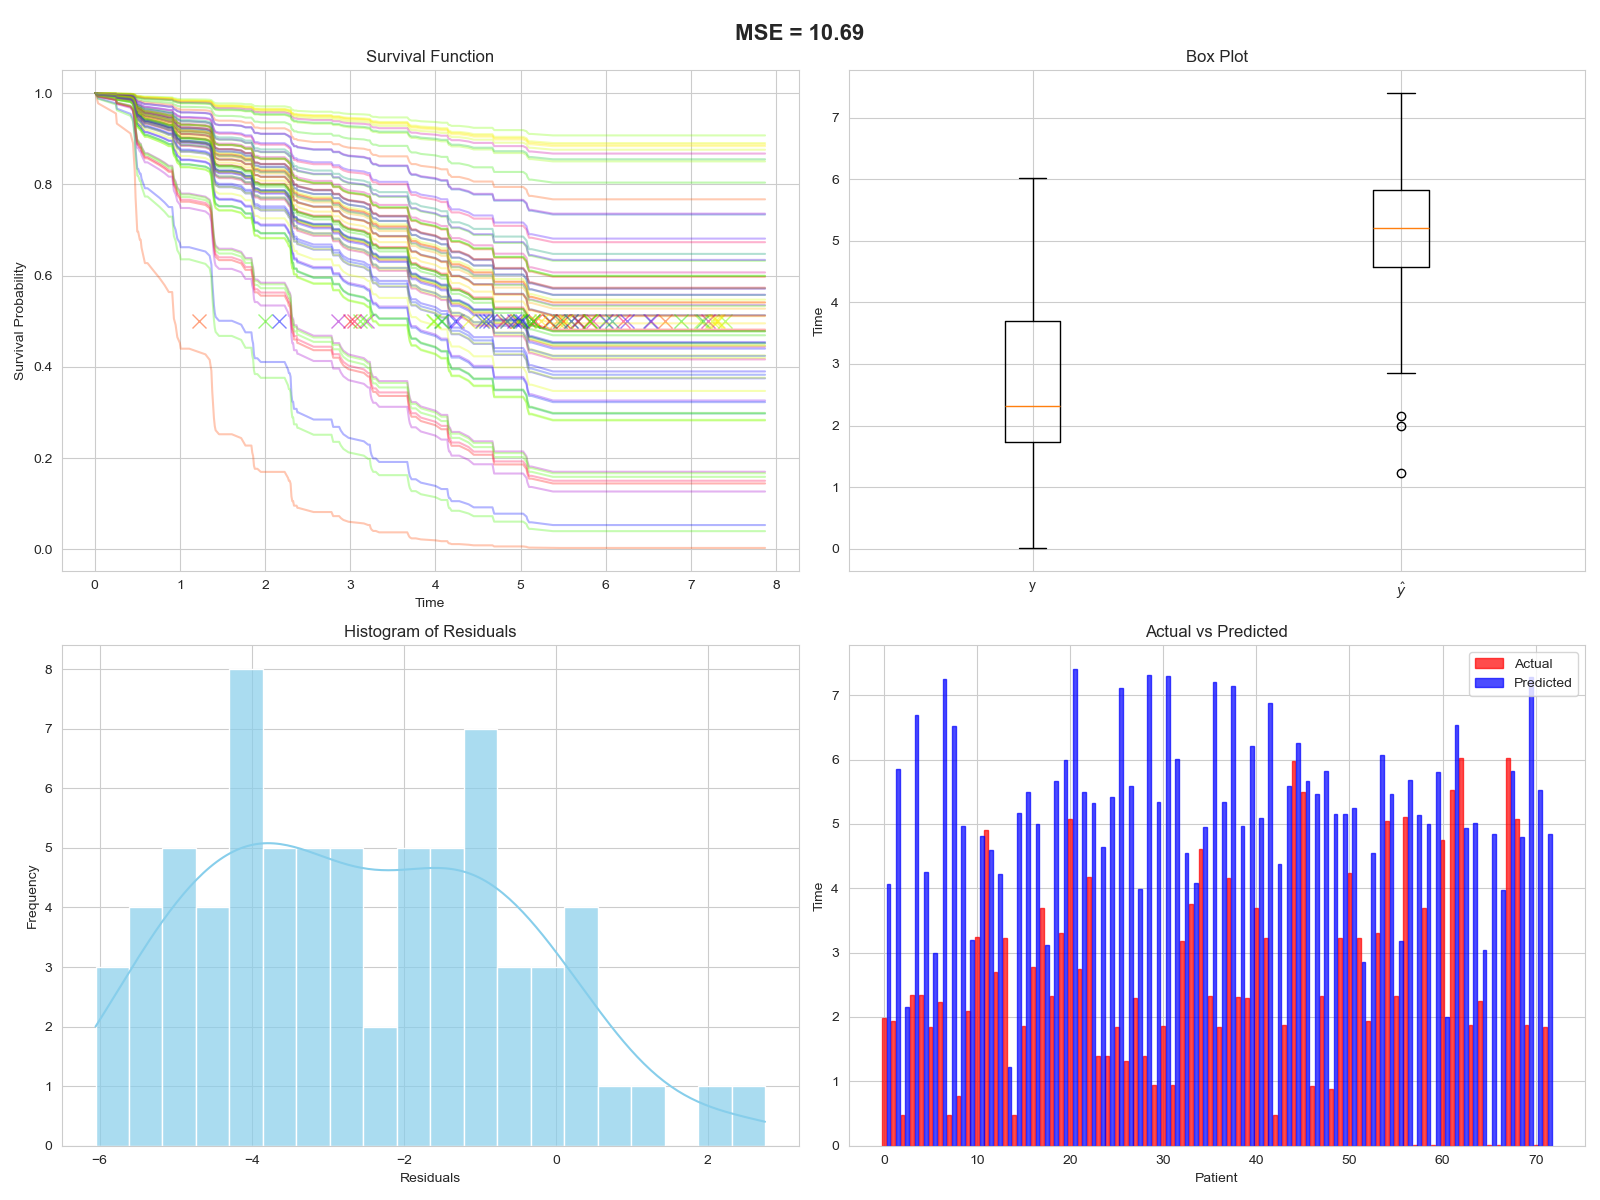 MSE = 10.69
Survival Function
1.0
0.8
0.6
0.4
0.2
0.0
Survival Probability
0 1 2 3 4 5 6 7 8
Time
Box Plot
7
6
5
4
3
2
1
0
Time
y ŷ
Histogram of Residuals
8
7
6
5
4
3
2
1
0
Frequency
−6 −4 −2 0 2
Residuals
Actual vs Predicted
Actual
Predicted
7
6
5
4
3
2
1
0
Time
0 10 20 30 40 50 60 70
Patient